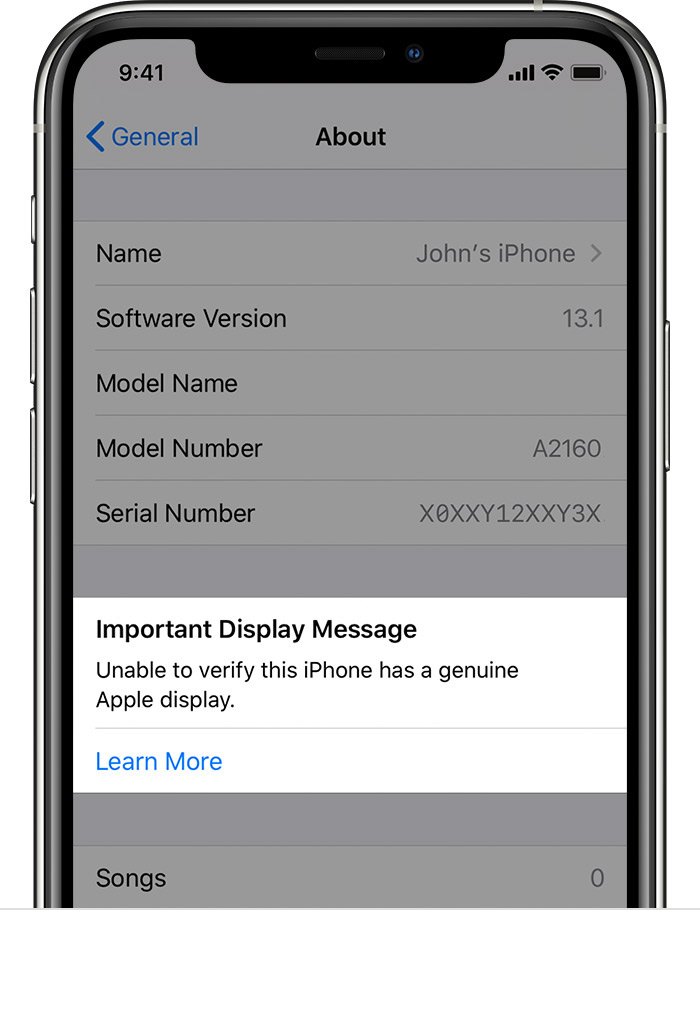 9:41
General
About
Name John's iPhone
Software Version 13.1
Model Name
Model Number A2160
Serial Number X0XXY12XXY3X
Important Display Message
Unable to verify this iPhone has a genuine
Apple display.
Learn More
Songs 0